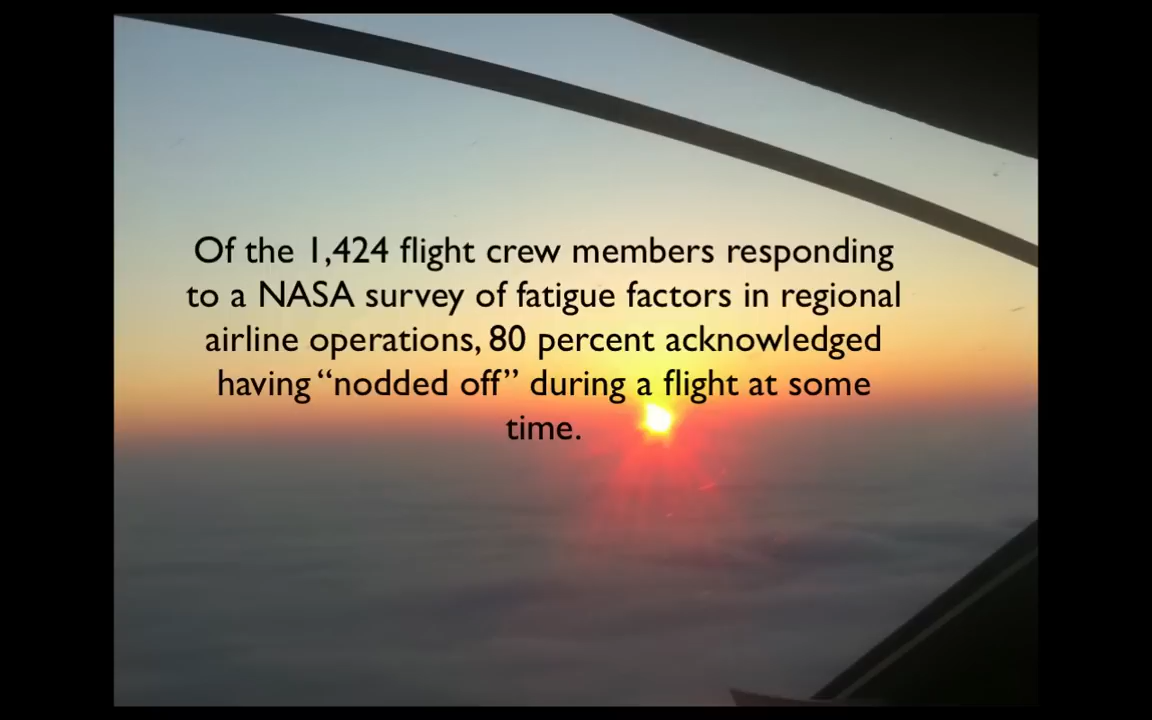 Of the 1,424 flight crew members responding
to a NASA survey of fatigue factors in regional
airline operations, 80 percent acknowledged
having “nodded off” during a flight at some
time.